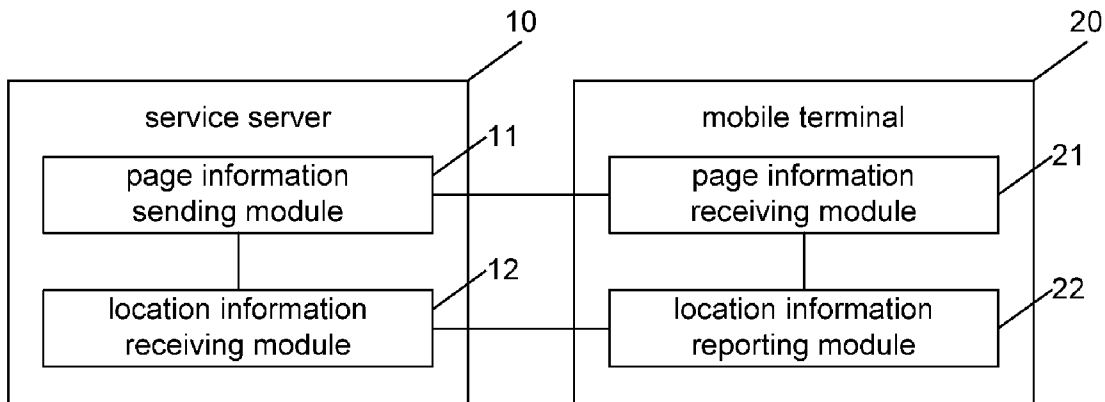 10
20
service server
mobile terminal
11
21
page information
sending module
page information
receiving module
12
22
location information
receiving module
location information
reporting module